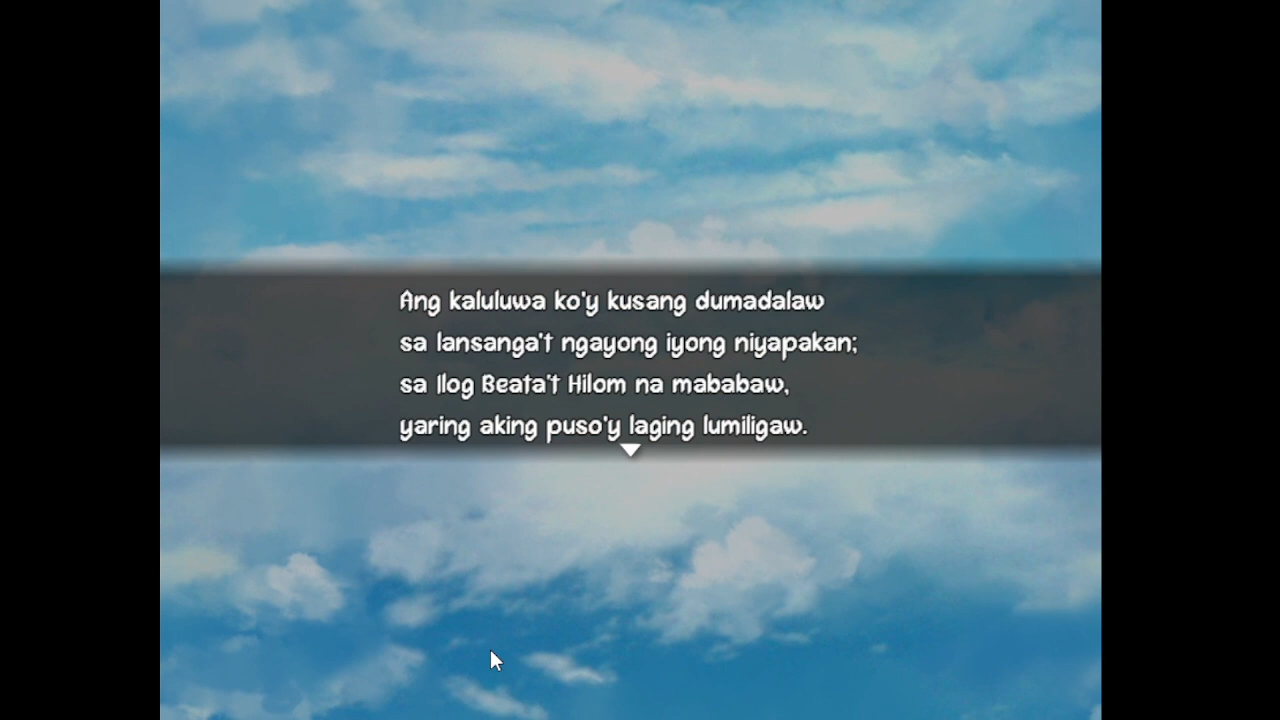 Ang kaluluwa ko'y kusang dumadalaw
sa lansanga't ngayong iyong niyapakan;
sa Ilog Beata't Hilom na mababaw,
yaring aking puso'y laging lumiligaw.